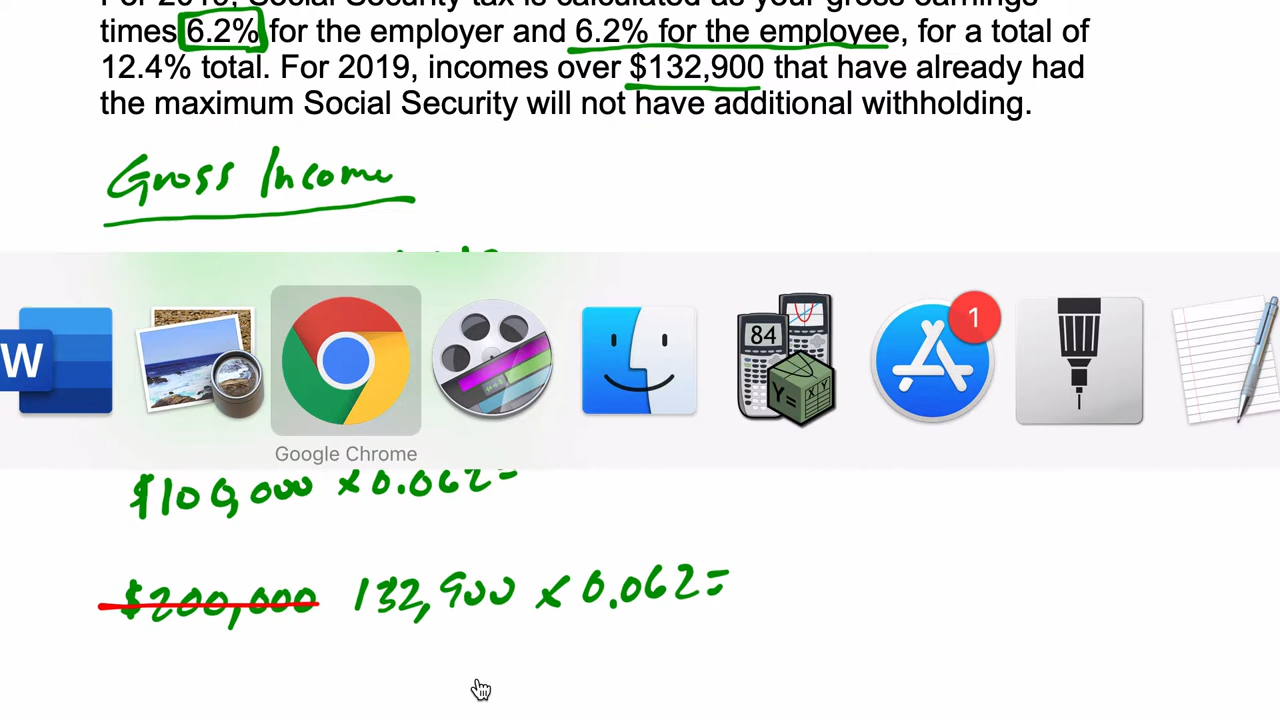 times 6.2% for the employer and 6.2% for the employee, for a total of
12.4% total. For 2019, incomes over $132,900 that have already had
the maximum Social Security will not have additional withholding.
Gross Income
W
84
Y=
X Y
1
Google Chrome
$100,000 × 0.062=
$200,000 132,900 × 0.062=